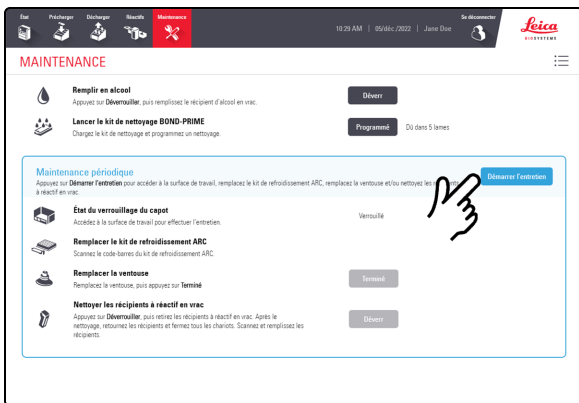 État Précharger Décharger Réactifs Maintenance
10:29 AM | 05/déc./2022 | Jane Doe
Se déconnecter
Leica
BIOSYSTEMS
MAINTENANCE
Remplir en alcool
Appuyez sur Déverrouiller, puis remplissez le récipient d'alcool en vrac.
Déverr
Lancer le kit de nettoyage BOND-PRIME
Chargez le kit de nettoyage et programmez un nettoyage.
Programmé Dû dans 5 lames
Maintenance périodique
Appuyez sur Démarrer l'entretien pour accéder à la surface de travail, remplacez le kit de refroidissement ARC, remplacez la ventouse et/ou nettoyez les
à réactif en vrac.
Démarrer l'entretien
État du verrouillage du capot
Accédez à la surface de travail pour effectuer l'entretien.
Verrouillé
Remplacer le kit de refroidissement ARC
Scannez le code-barres du kit de refroidissement ARC.
Remplacer la ventouse
Remplacez la ventouse, puis appuyez sur Terminé
Terminé
Nettoyer les récipients à réactif en vrac
Appuyez sur Déverrouiller, puis retirez les récipients à réactif en vrac. Après le
nettoyage, retournez les récipients et fermez tous les chariots. Scannez et remplissez les
récipients.
Déverr